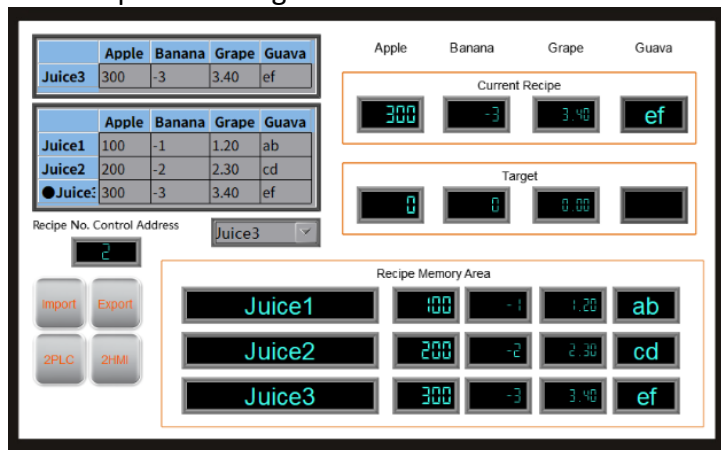 Apple Banana Grape Guava
Juice3 300 -3 3.40 ef
Apple Banana Grape Guava
Juice1 100 -1 1.20 ab
Juice2 200 -2 2.30 cd
●Juice: 300 -3 3.40 ef
Recipe No. Control Address
2
Juice3
Import Export
2PLC 2HMI
Apple Banana Grape Guava
Current Recipe
300 -3 3.40 ef
Target
0 0 0.00
Recipe Memory Area
Juice1 100 -1 1.20 ab
Juice2 200 -2 2.30 cd
Juice3 300 -3 3.40 ef